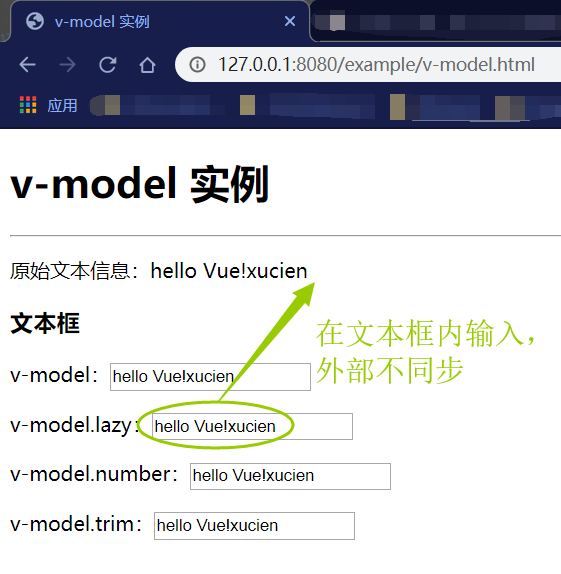 v-model 实例
127.0.0.1:8080/example/v-model.html
应用
v-model 实例
原始文本信息：hello Vue!xucien
文本框
在文本框内输入，
外部不同步
v-model：hello Vue!xucien
v-model.lazy：hello Vue!xucien
v-model.number：hello Vue!xucien
v-model.trim：hello Vue!xucien